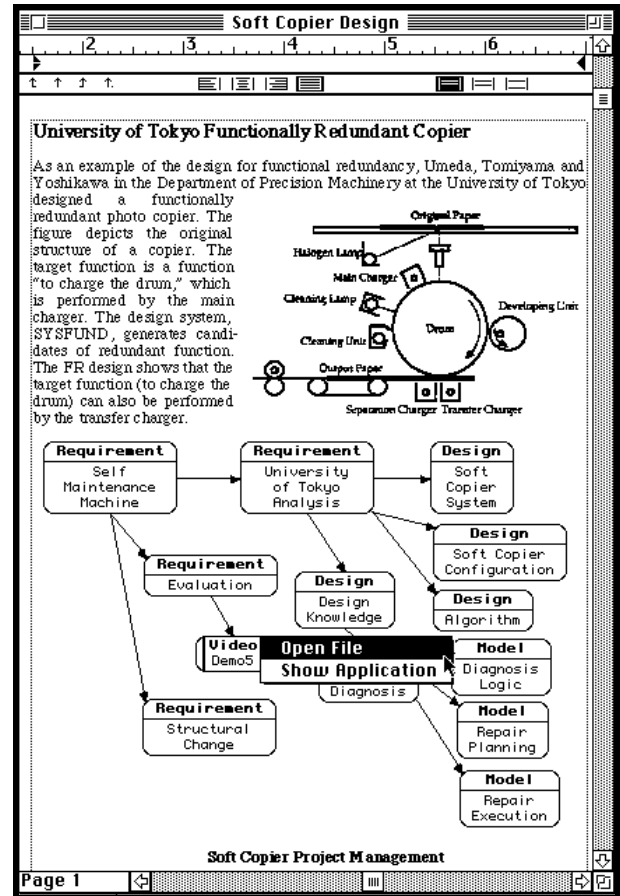 Soft Copier Design
2 3 4 5 6
University of Tokyo Functionally Redundant Copier
As an example of the design for functional redundancy, Umeda, Tomiyama and
Yoshikawa in the Department of Precision Machinery at the University of Tokyo
designed a functionally
redundant photo copier. The
figure depicts the original
structure of a copier. The
target function is a function
"to charge the drum," which
is performed by the main
charger. The design system,
SYSFUND, generates candi-
dates of redundant function.
The FR design shows that the
target function (to charge the
drum) can also be performed
by the transfer charger.
Original Paper
Halogen Lamp
Main Charger
Cleaning Lamp
Developing Unit
Drum
Cleaning Unit
Output Paper
Separation Charger Transfer Charger
Requirement
Self
Maintenance
Machine
Requirement
University
of Tokyo
Analysis
Design
Soft
Copier
System
Design
Soft Copier
Configuration
Requirement
Evaluation
Design
Design
Knowledge
Design
Algorithm
Video
Demo5
Open File
Show Application
Diagnosis
Model
Diagnosis
Logic
Requirement
Structural
Change
Model
Repair
Planning
Model
Repair
Execution
Soft Copier Project Management
Page 1